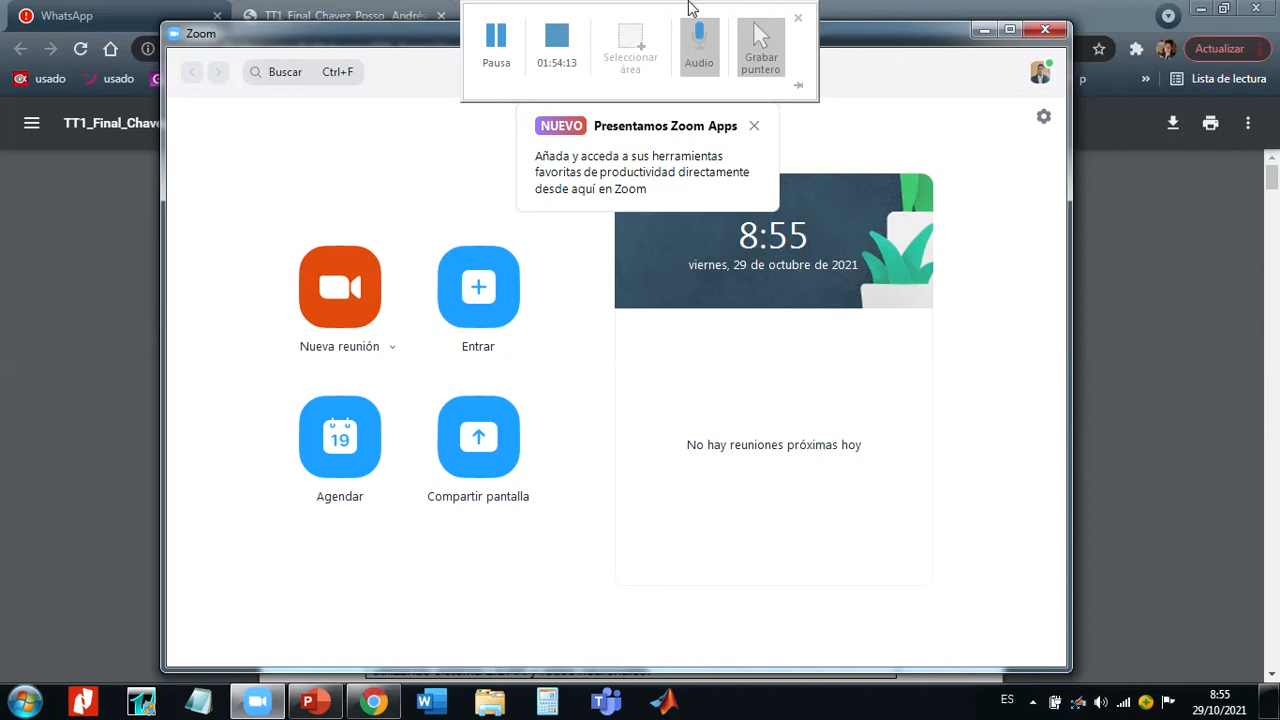 WhatsApp
TT1_Final_Chavez_Posso_Andrés
Zoom
Pausa
01:54:13
Seleccionar
área
Audio
Grabar
puntero
Actualizar
usado
usado
Buscar
Ctrl+F
p
»
Lista de lectura
TT1_Final_Chavez
NUEVO
Presentamos Zoom Apps
Añada y acceda a sus herramientas
favoritas de productividad directamente
desde aquí en Zoom
8:55
viernes, 29 de octubre de 2021
Nueva reunión
Entrar
19
Agendar
Compartir pantalla
No hay reuniones próximas hoy
ES
8:55
29/10/2021